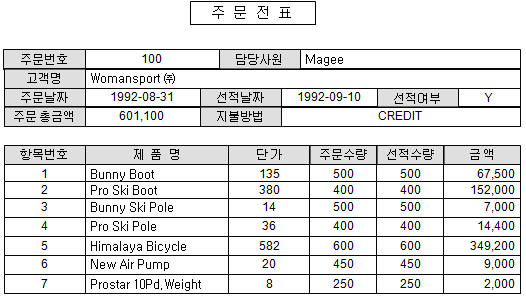 주 문 전 표
주문번호 100 담당사원 Magee
고객명 Womansport ㈜
주문날짜 1992-08-31 선적날짜 1992-09-10 선적여부 Y
주문 총금액 601,100 지불방법 CREDIT
항목번호 제 품 명 단 가 주문수량 선적수량 금 액
1 Bunny Boot 135 500 500 67,500
2 Pro Ski Boot 380 400 400 152,000
3 Bunny Ski Pole 14 500 500 7,000
4 Pro Ski Pole 36 400 400 14,400
5 Himalaya Bicycle 582 600 600 349,200
6 New Air Pump 20 450 450 9,000
7 Prostar 10Pd.Weight 8 250 250 2,000